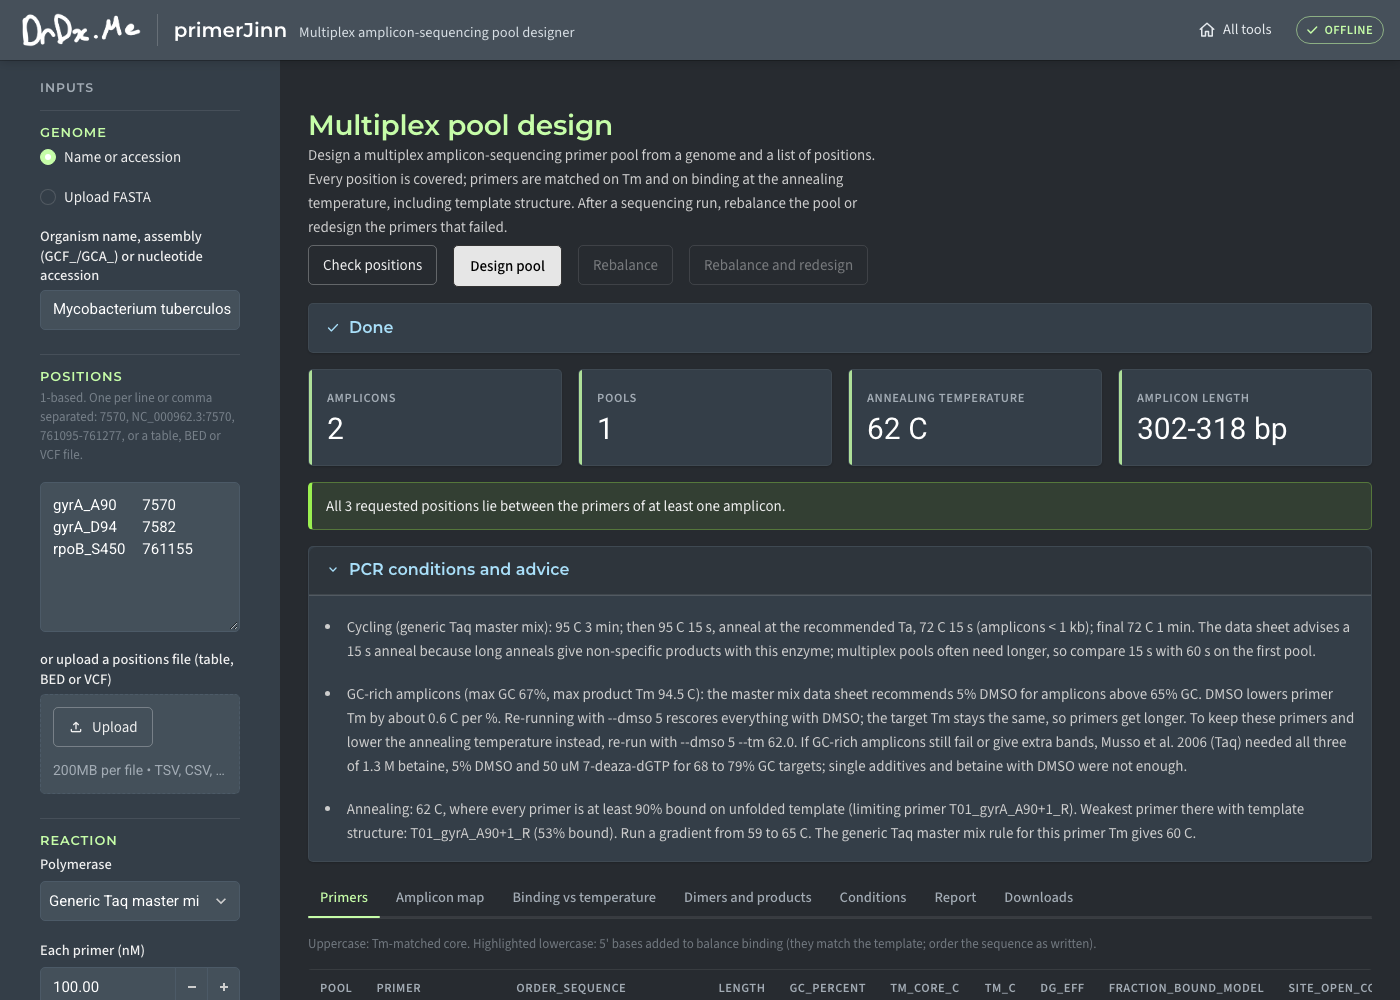 DrDx.Me
primerJinn Multiplex amplicon-sequencing pool designer
All tools
OFFLINE
INPUTS
GENOME
Name or accession
Upload FASTA
Organism name, assembly
(GCF_/GCA_) or nucleotide
accession
Mycobacterium tuberculos
POSITIONS
1-based. One per line or comma
separated: 7570, NC_000962.3:7570,
761095-761277, or a table, BED or
VCF file.
gyrA_A90 7570
gyrA_D94 7582
rpoB_S450 761155
or upload a positions file (table,
BED or VCF)
Upload
200MB per file • TSV, CSV, ...
REACTION
Polymerase
Generic Taq master mi
Each primer (nM)
100.00
Multiplex pool design
Design a multiplex amplicon-sequencing primer pool from a genome and a list of positions.
Every position is covered; primers are matched on Tm and on binding at the annealing
temperature, including template structure. After a sequencing run, rebalance the pool or
redesign the primers that failed.
Check positions
Design pool
Rebalance
Rebalance and redesign
Done
AMPLICONS
2
POOLS
1
ANNEALING TEMPERATURE
62 C
AMPLICON LENGTH
302-318 bp
All 3 requested positions lie between the primers of at least one amplicon.
PCR conditions and advice
• Cycling (generic Taq master mix): 95 C 3 min; then 95 C 15 s, anneal at the recommended Ta, 72 C 15 s (amplicons < 1 kb); final 72 C 1 min. The data sheet advises a
15 s anneal because long anneals give non-specific products with this enzyme; multiplex pools often need longer, so compare 15 s with 60 s on the first pool.
• GC-rich amplicons (max GC 67%, max product Tm 94.5 C): the master mix data sheet recommends 5% DMSO for amplicons above 65% GC. DMSO lowers primer
Tm by about 0.6 C per %. Re-running with --dmso 5 rescores everything with DMSO; the target Tm stays the same, so primers get longer. To keep these primers and
lower the annealing temperature instead, re-run with --dmso 5 --tm 62.0. If GC-rich amplicons still fail or give extra bands, Musso et al. 2006 (Taq) needed all three
of 1.3 M betaine, 5% DMSO and 50 uM 7-deaza-dGTP for 68 to 79% GC targets; single additives and betaine with DMSO were not enough.
• Annealing: 62 C, where every primer is at least 90% bound on unfolded template (limiting primer T01_gyrA_A90+1_R). Weakest primer there with template
structure: T01_gyrA_A90+1_R (53% bound). Run a gradient from 59 to 65 C. The generic Taq master mix rule for this primer Tm gives 60 C.
Primers Amplicon map Binding vs temperature Dimers and products Conditions Report Downloads
Uppercase: Tm-matched core. Highlighted lowercase: 5' bases added to balance binding (they match the template; order the sequence as written).
POOL PRIMER ORDER_SEQUENCE LENGTH GC_PERCENT TM_CORE_C TM_C DG_EFF FRACTION_BOUND_MODEL SITE_OPEN_CC